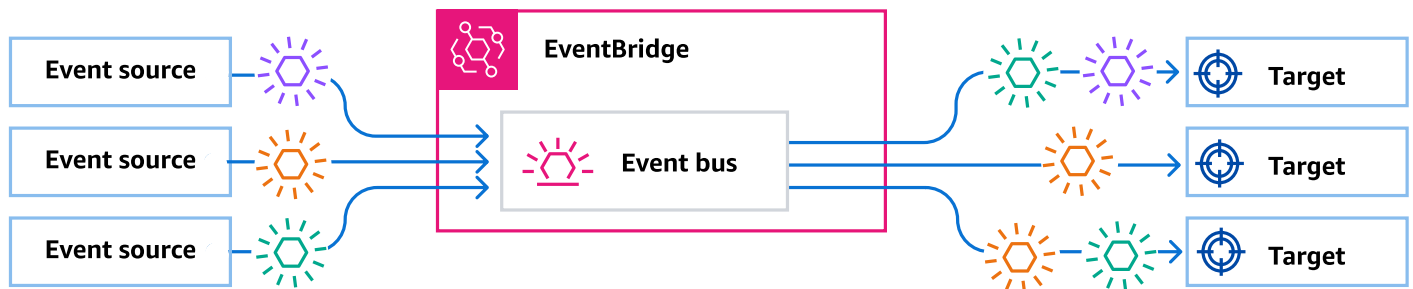 Event source
Event source
Event source
EventBridge
Event bus
Target
Target
Target